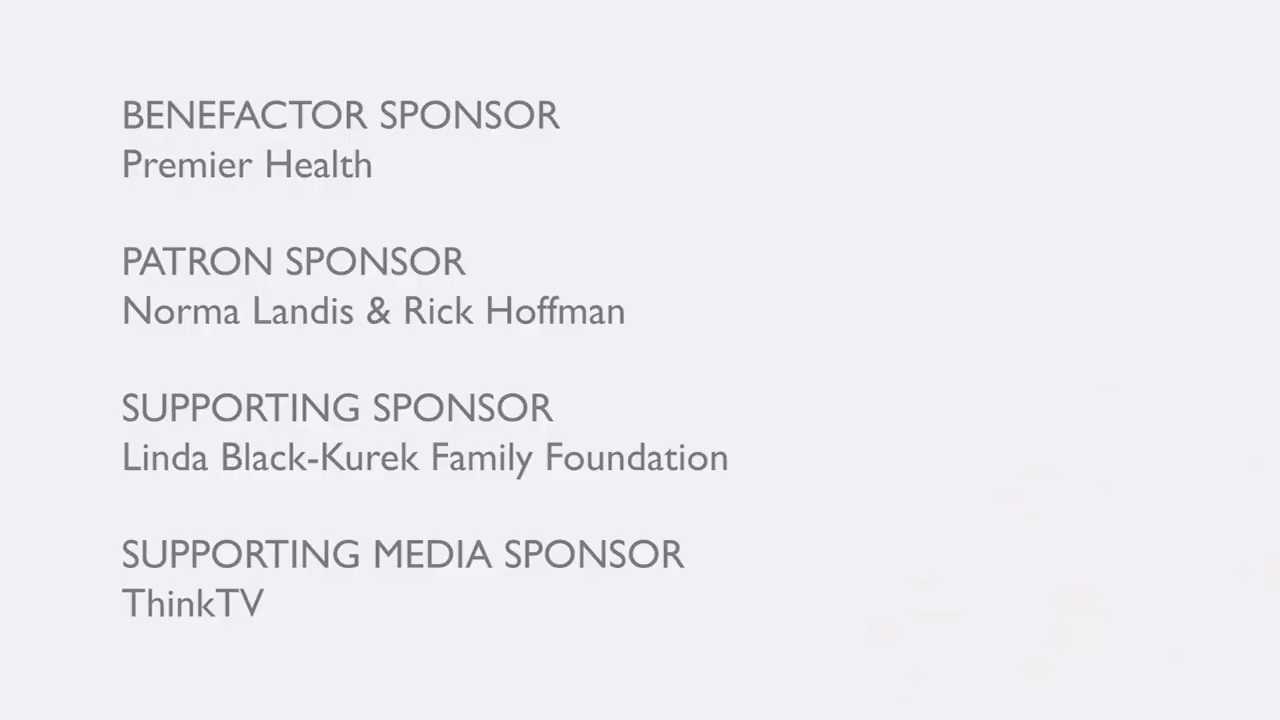 BENEFACTOR SPONSOR
Premier Health
PATRON SPONSOR
Norma Landis & Rick Hoffman
SUPPORTING SPONSOR
Linda Black-Kurek Family Foundation
SUPPORTING MEDIA SPONSOR
ThinkTV